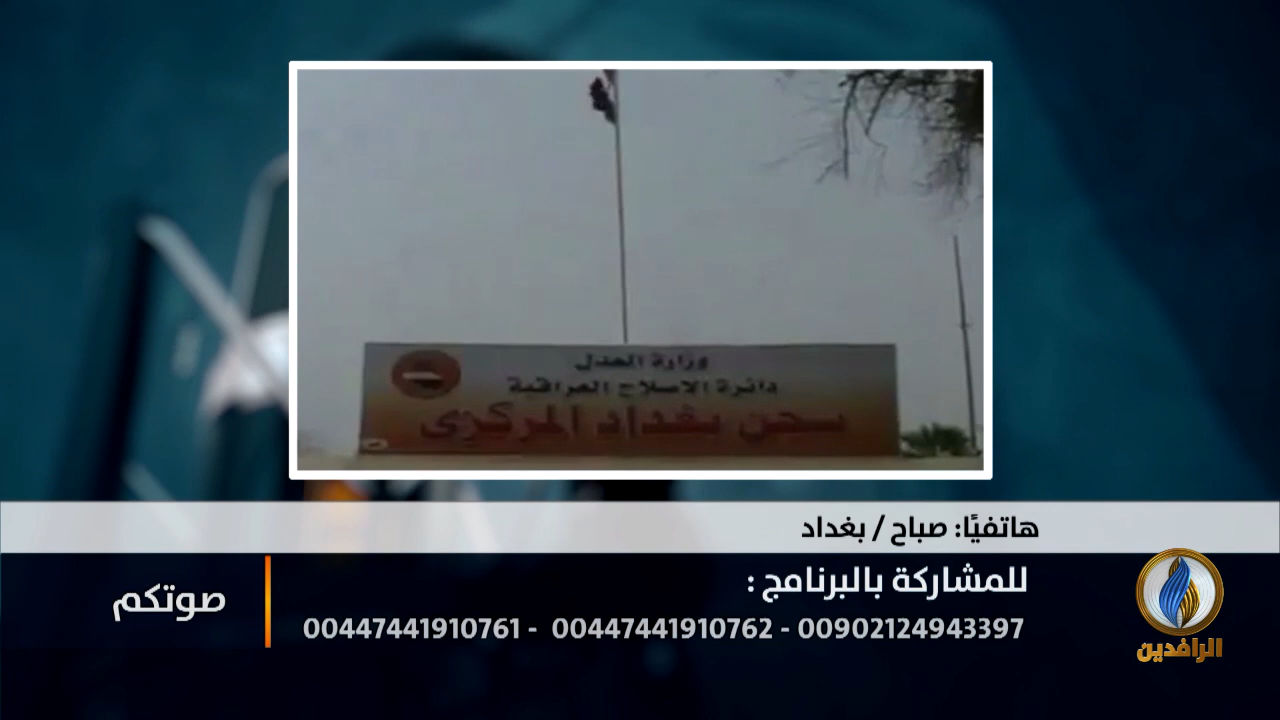 وزارة العدل
دائرة الاصلاح العراقية
سجن بغداد المركزي
هاتفيًا: صباح / بغداد
للمشاركة بالبرنامج :
00447441910761 - 00447441910762 - 00902124943397
صوتكم
الرافدين